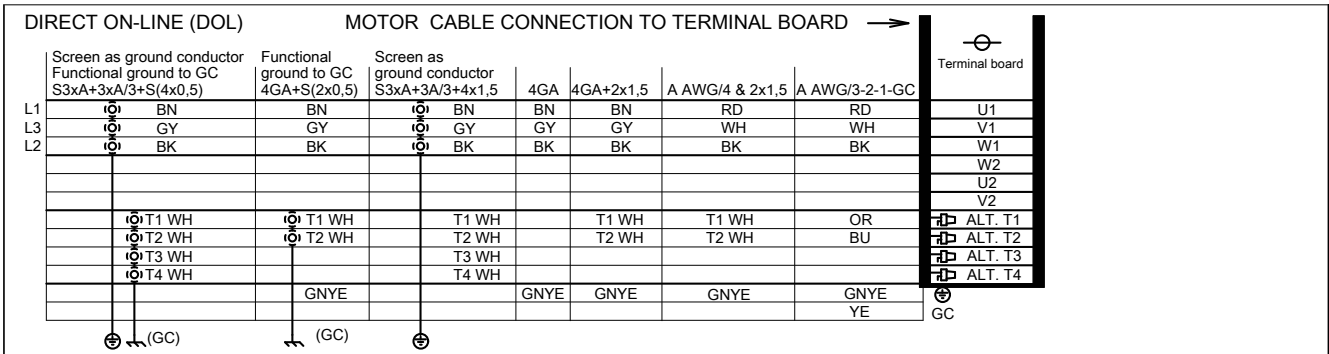 DIRECT ON-LINE (DOL) MOTOR CABLE CONNECTION TO TERMINAL BOARD
Screen as ground conductor Functional Screen as
Functional ground to GC ground to GC ground conductor Terminal board
S3xA+3xA/3+S(4x0,5) 4GA+S(2x0,5) S3xA+3A/3+4x1,5 4GA 4GA+2x1,5 A AWG/4 & 2x1,5 A AWG/3-2-1-GC
L1 BN BN BN BN BN RD RD U1
L3 GY GY GY GY GY WH WH V1
L2 BK BK BK BK BK BK BK W1
W2
U2
V2
T1 WH T1 WH T1 WH T1 WH T1 WH OR ALT. T1
T2 WH T2 WH T2 WH T2 WH T2 WH BU ALT. T2
T3 WH T3 WH ALT. T3
T4 WH T4 WH ALT. T4
GNYE GNYE GNYE GNYE GNYE
YE GC
(GC) (GC)